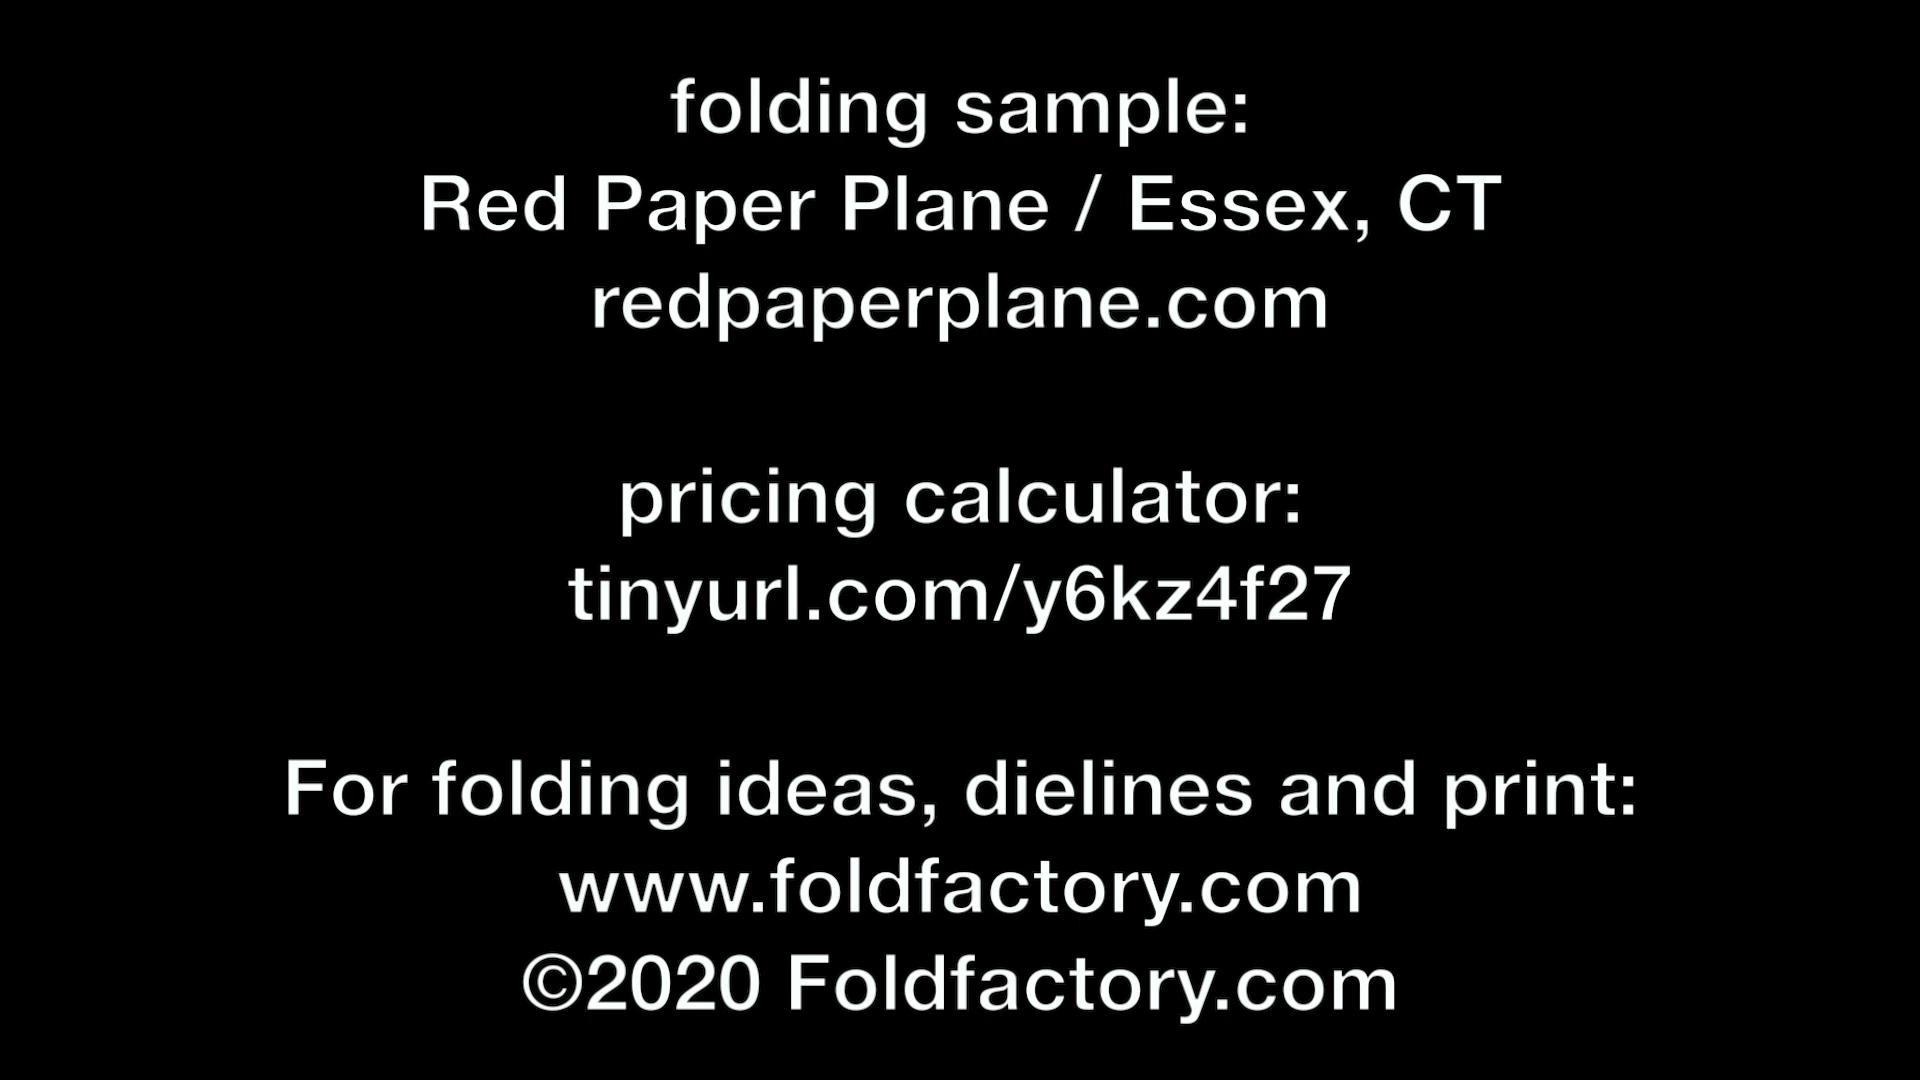 folding sample:
Red Paper Plane / Essex, CT
redpaperplane.com
pricing calculator:
tinyurl.com/y6kz4f27
For folding ideas, dielines and print:
www.foldfactory.com
©2020 Foldfactory.com